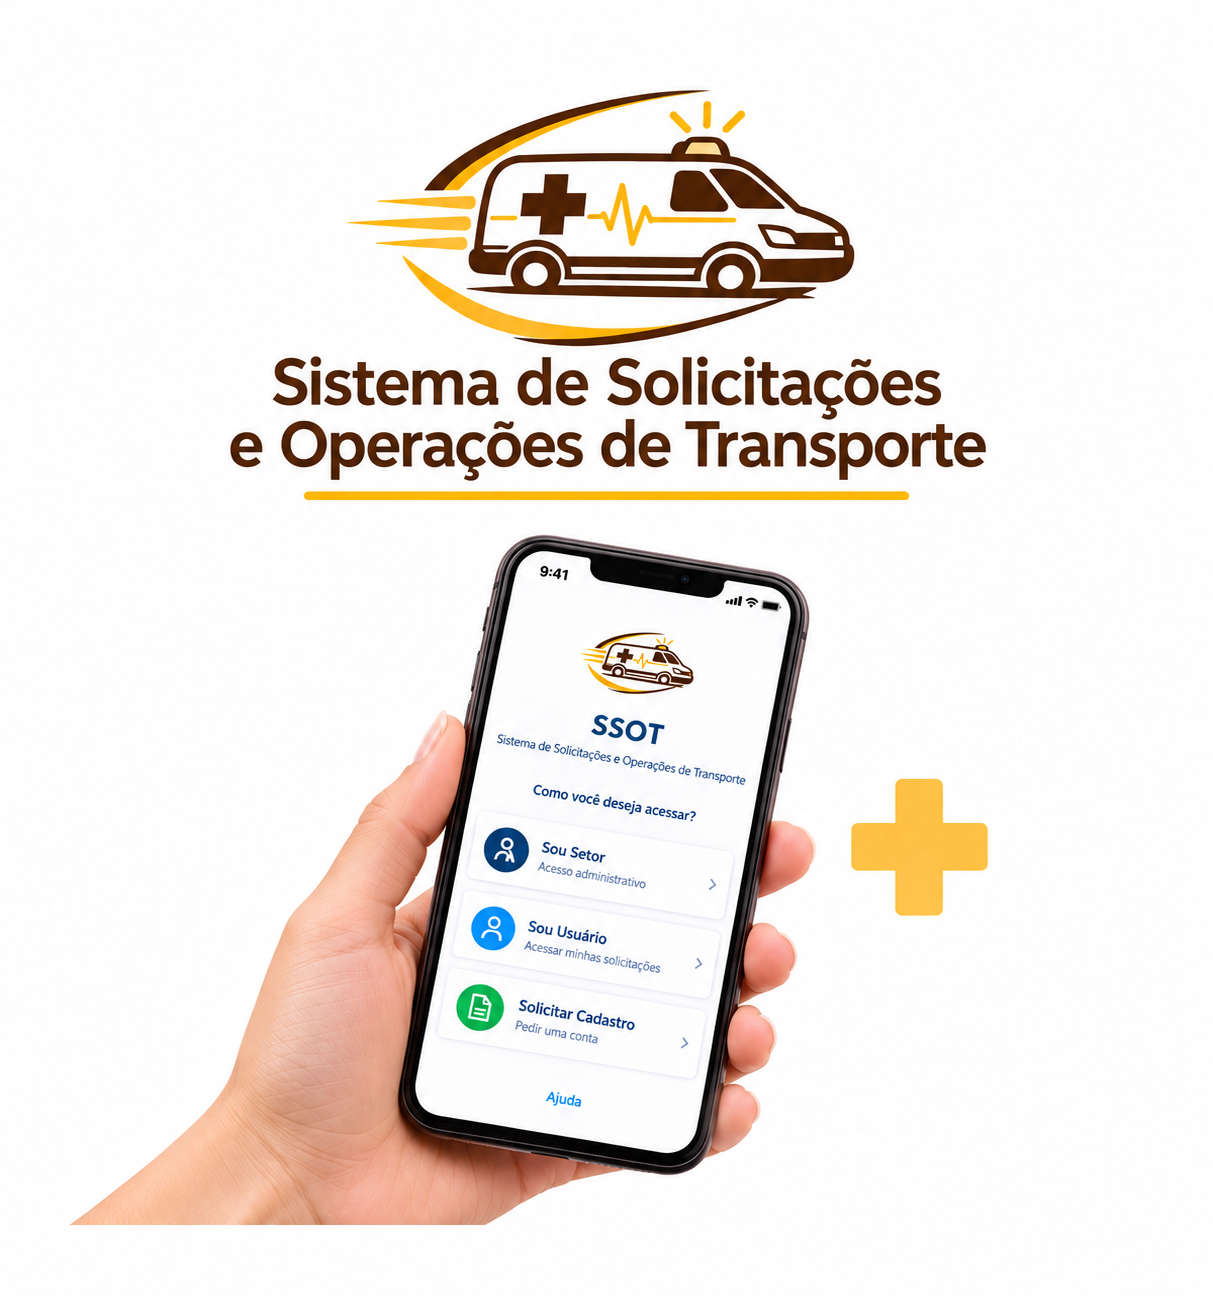 Sistema de Solicitações
e Operações de Transporte
9:41
SSOT
Sistema de Solicitações e Operações de Transporte
Como você deseja acessar?
Sou Setor
Acesso administrativo
Sou Usuário
Acessar minhas solicitações
Solicitar Cadastro
Pedir uma conta
Ajuda